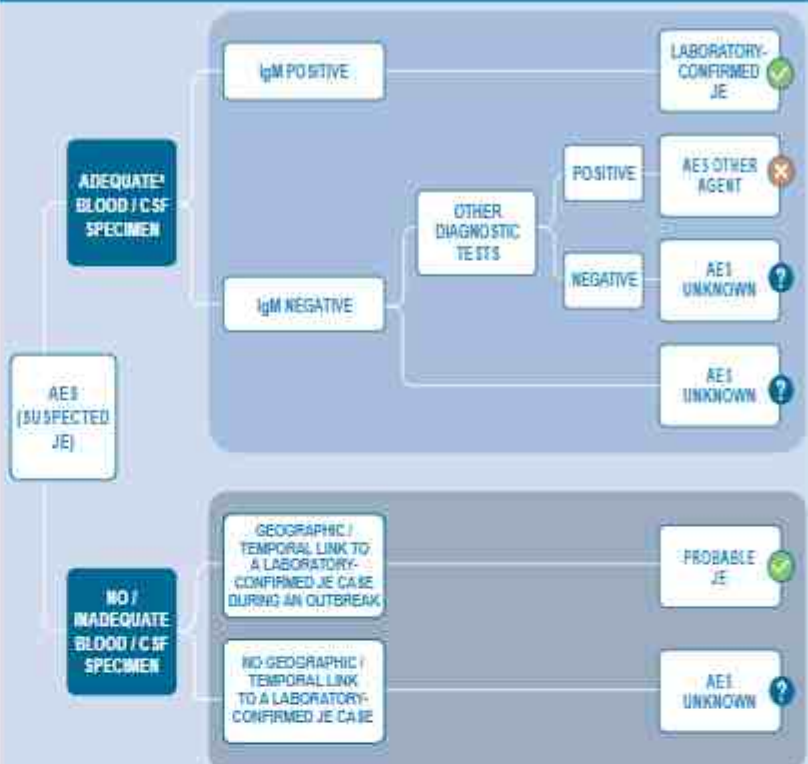 IgM POSITIVE
LABORATORY-
CONFIRMED
JE
ADEQUATEª
BLOOD / CSF
SPECIMEN
POSITIVE
AES OTHER
AGENT
OTHER
DIAGNOSTIC
TESTS
NEGATIVE
AES
UNKNOWN
IgM NEGATIVE
AES
UNKNOWN
AES
(SUSPECTED
JE)
GEOGRAPHIC /
TEMPORAL LINK TO
A LABORATORY-
CONFIRMED JE CASE
DURING AN OUTBREAK
PROBABLE
JE
NO /
INADEQUATE
BLOOD / CSF
SPECIMEN
NO GEOGRAPHIC /
TEMPORAL LINK
TO A LABORATORY-
CONFIRMED JE CASE
AES
UNKNOWN